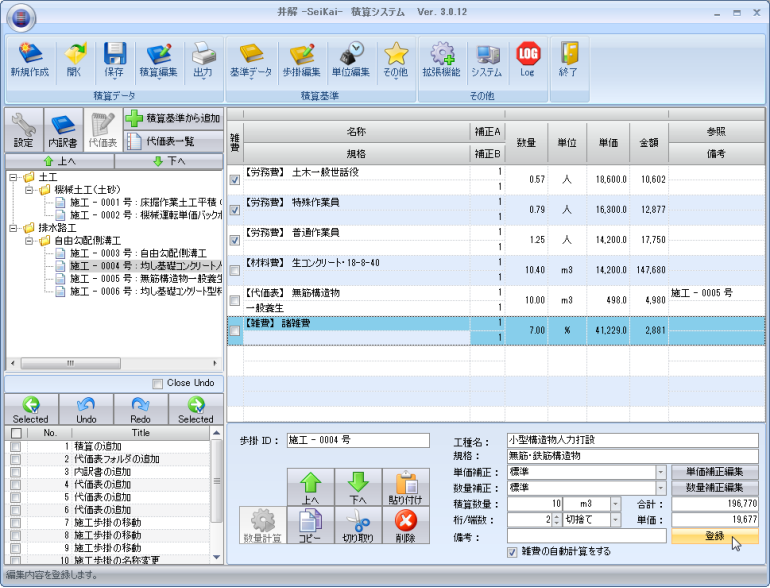 井解 -SeiKai- 積算システム Ver. 3.0.12
新規作成 開く 保存 積算編集 出力 基準データ 歩掛編集 単位編集 その他 拡張機能 システム Log 終了
積算データ 積算基準 その他
設定 内訳書 代価表 積算基準から追加
代価表一覧
上へ 下へ
土工
機械土工(土砂)
施工 - 0001 号 : 床掘作業土工平積
施工 - 0002 号 : 機械運転単価バックホ
排水路工
自由勾配側溝工
施工 - 0003 号 : 自由勾配側溝工
施工 - 0004 号 : 均し基礎コンクリート人
施工 - 0005 号 : 無筋構造物一般養生
施工 - 0006 号 : 均し基礎コンクリート型枠
Close Undo
Selected Undo Redo Selected
No. Title
1 積算の追加
2 代価表フォルダの追加
3 内訳書の追加
4 代価表の追加
5 代価表の追加
6 代価表の追加
7 施工歩掛の移動
8 施工歩掛の移動
9 施工歩掛の移動
10 施工歩掛の名称変更
雑費 名称 補正A 数量 単位 単価 金額 参照
規格 補正B 備考
【労務費】 土木一般世話役 1 0.57 人 18,600.0 10,602
1
【労務費】 特殊作業員 1 0.79 人 16,300.0 12,877
1
【労務費】 普通作業員 1 1.25 人 14,200.0 17,750
1
【材料費】 生コンクリート・18-8-40 1 10.40 m3 14,200.0 147,680
1
【代価表】 無筋構造物 1 10.00 m3 498.0 4,980 施工 - 0005 号
一般養生 1
【雑費】 諸雑費 1 7.00 % 41,229.0 2,881
1
歩掛 ID : 施工 - 0004 号
上へ 下へ 貼り付け
数量計算 コピー 切り取り 削除
工種名 : 小型構造物人力打設
規格 : 無筋・鉄筋構造物
単価補正 : 標準 単価補正編集
数量補正 : 標準 数量補正編集
積算数量 : 10 m3 合計 : 196,770
桁/端数 : 2 切捨て 単価 : 19,677
備考 : 登録
雑費の自動計算をする
編集内容を登録します。